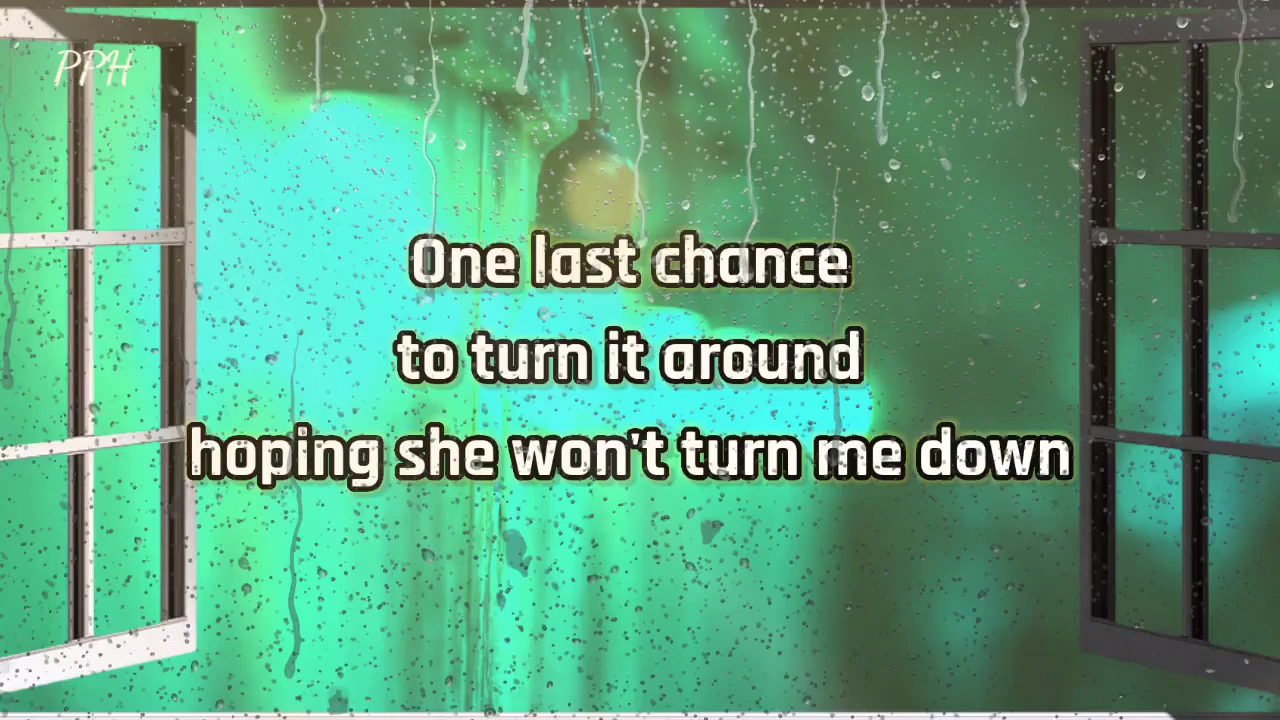 PPH
One last chance
to turn it around
hoping she won't turn me down